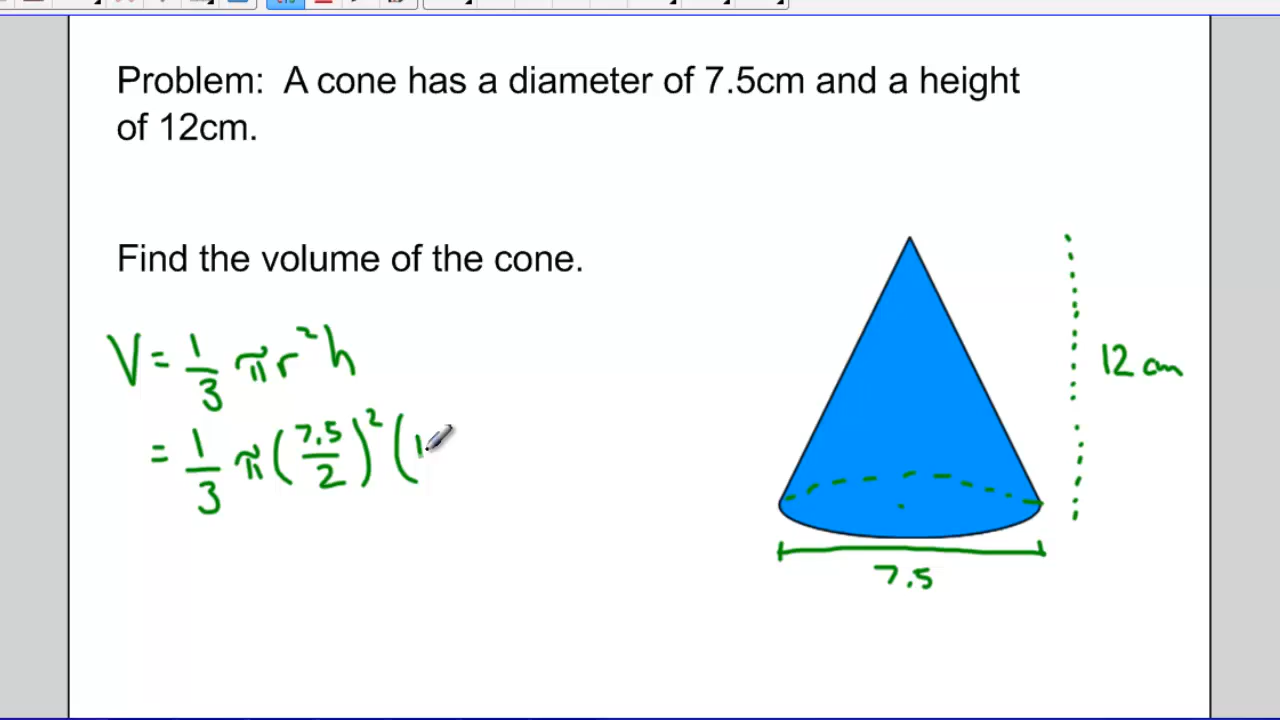 Problem:  A cone has a diameter of 7.5cm and a height
of 12cm.
Find the volume of the cone.
V = 1/3 πr²h
= 1/3 π(7.5/2)²(1
12 cm
7.5